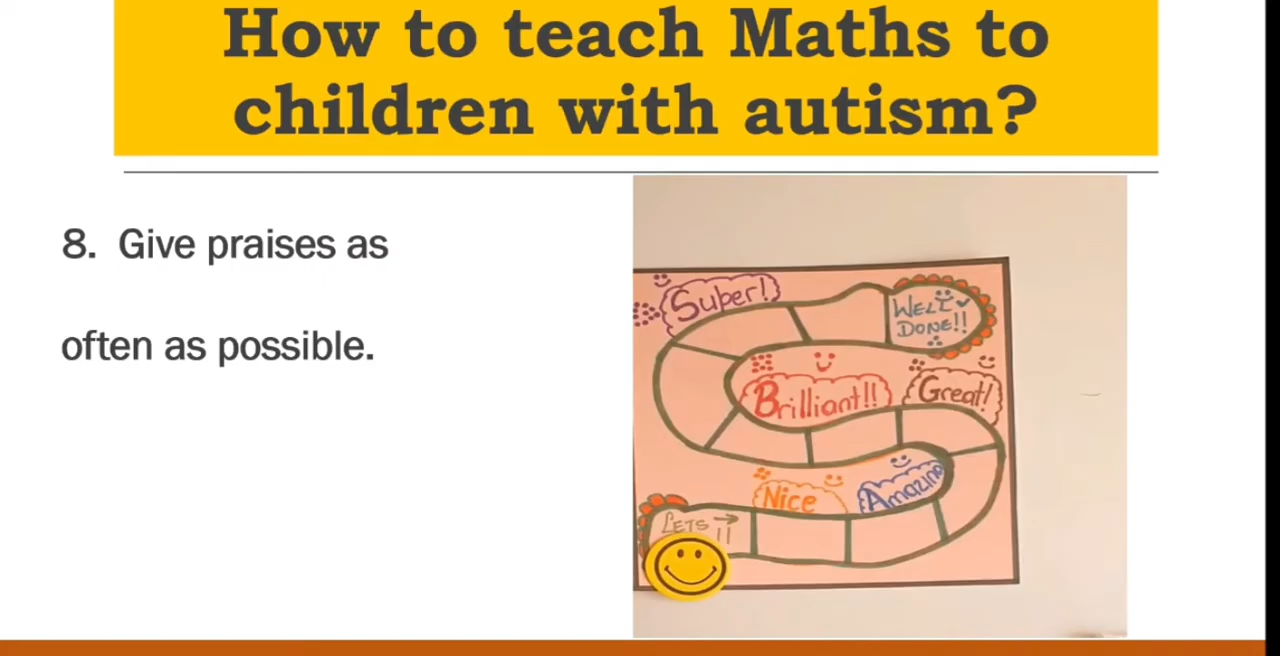 How to teach Maths to
children with autism?
8. Give praises as
often as possible.
Super!
WELL
DONE!!
Brilliant!!
Great!
Nice
Amazing
LETS